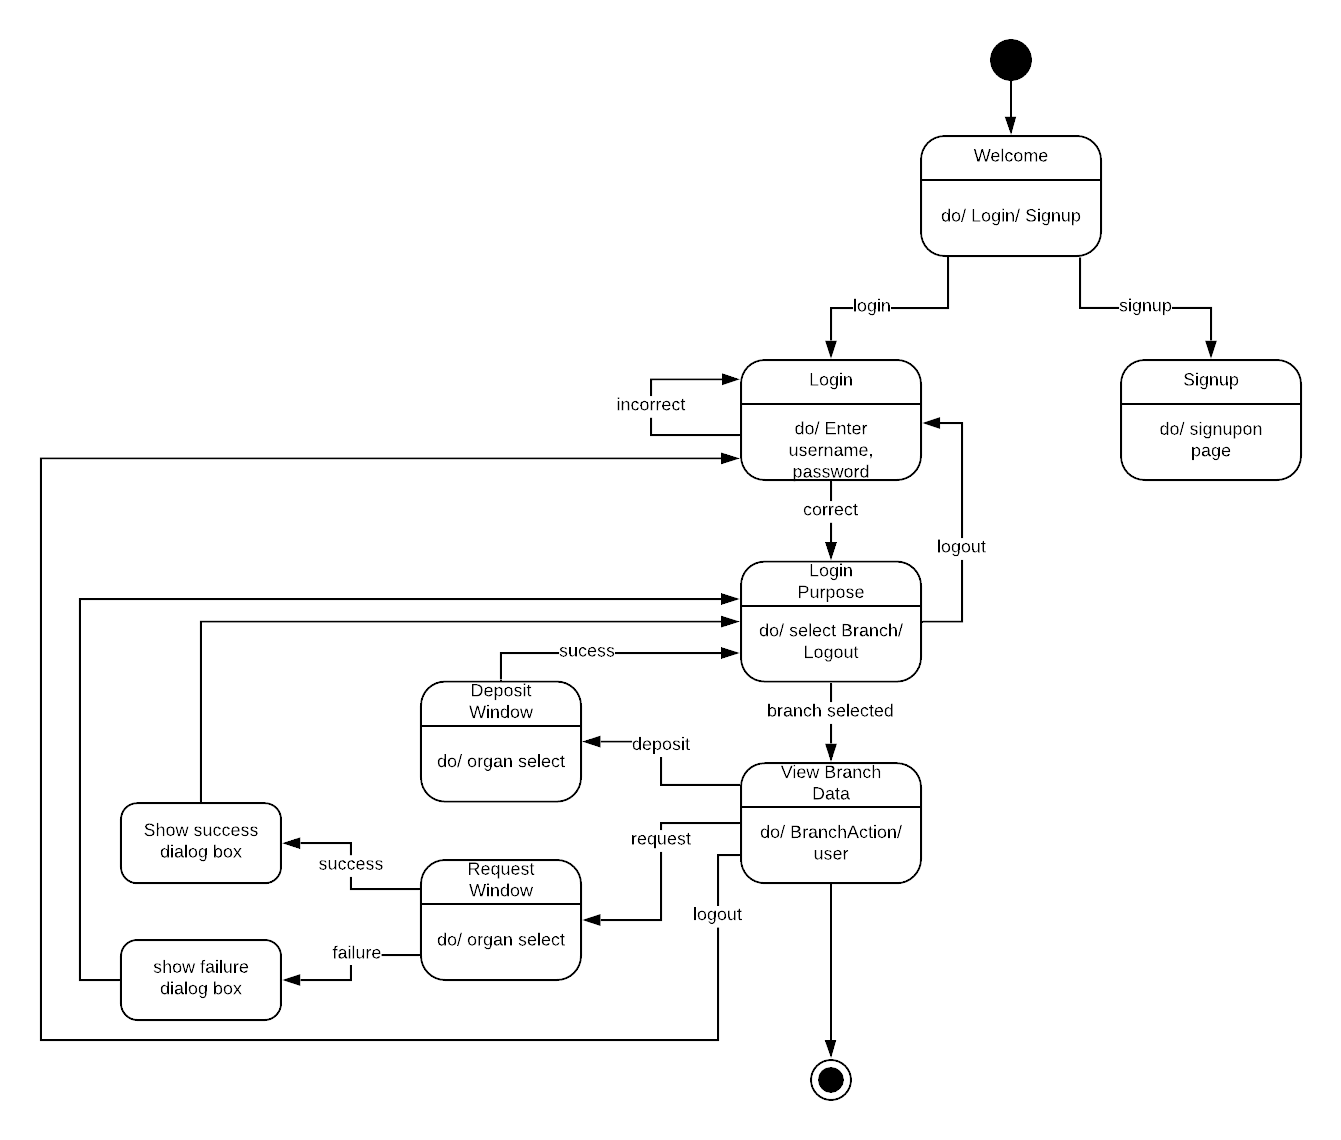 Welcome
do/ Login/ Signup
login
signup
Login
do/ Enter
username,
password
Signup
do/ signupon
page
incorrect
correct
logout
Login
Purpose
do/ select Branch/
Logout
sucess
Deposit
Window
do/ organ select
branch selected
deposit
View Branch
Data
do/ BranchAction/
user
request
Show success
dialog box
success
Request
Window
do/ organ select
logout
failure
show failure
dialog box